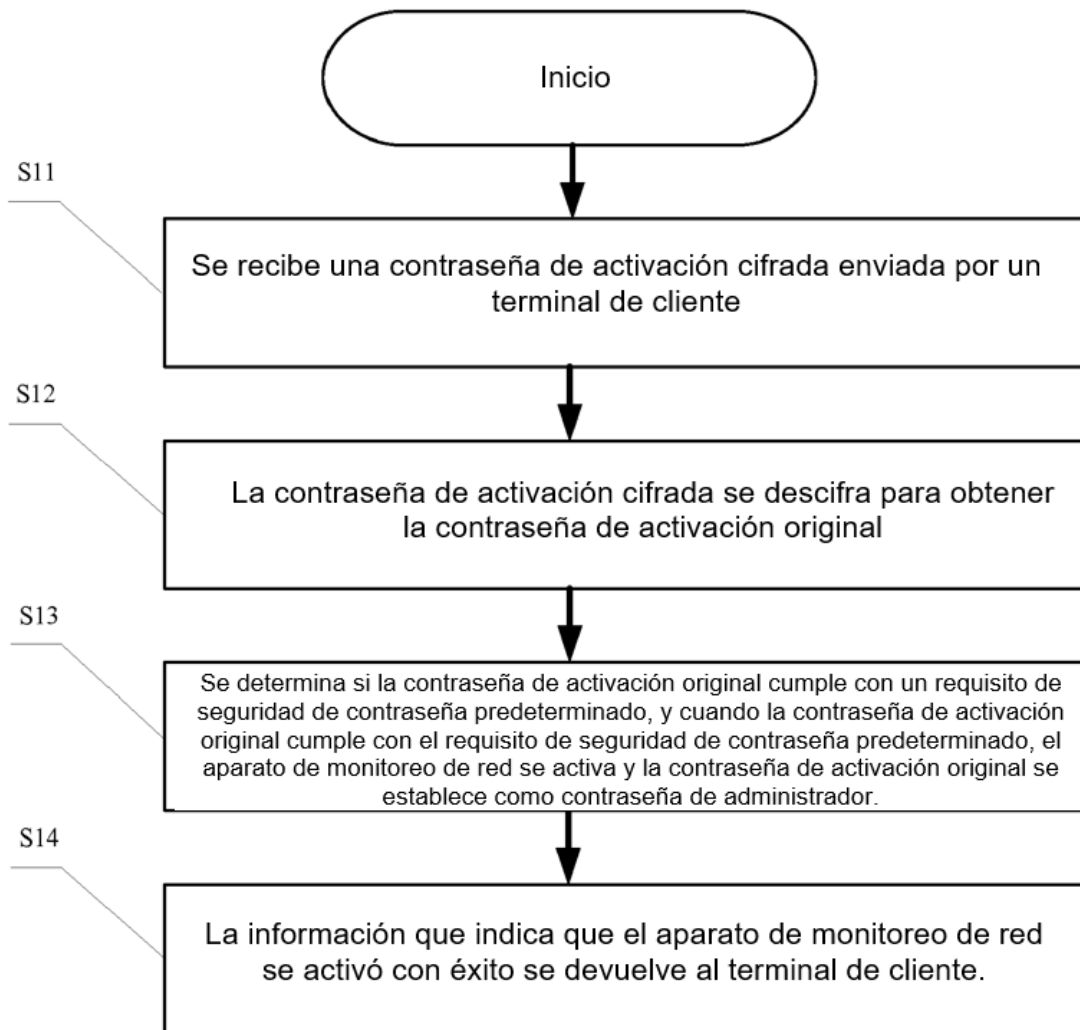 Inicio
S11
Se recibe una contraseña de activación cifrada enviada por un
terminal de cliente
S12
La contraseña de activación cifrada se descifra para obtener
la contraseña de activación original
S13
Se determina si la contraseña de activación original cumple con un requisito de
seguridad de contraseña predeterminado, y cuando la contraseña de activación
original cumple con el requisito de seguridad de contraseña predeterminado, el
aparato de monitoreo de red se activa y la contraseña de activación original se
establece como contraseña de administrador.
S14
La información que indica que el aparato de monitoreo de red
se activó con éxito se devuelve al terminal de cliente.